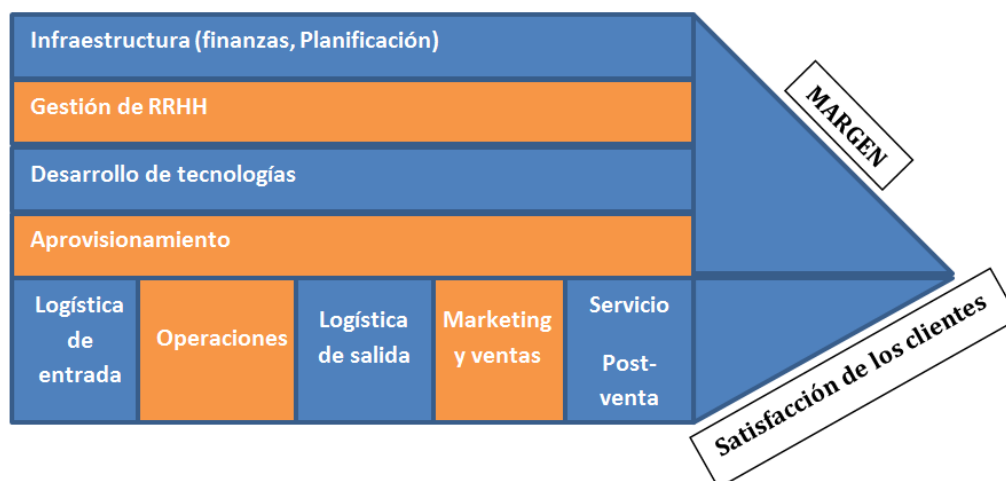 Infraestructura (finanzas, Planificación)
Gestión de RRHH
Desarrollo de tecnologías
Aprovisionamiento
Logística
de
entrada
Operaciones
Logística
de salida
Marketing
y ventas
Servicio
Post-
venta
MARGEN
Satisfacción de los clientes